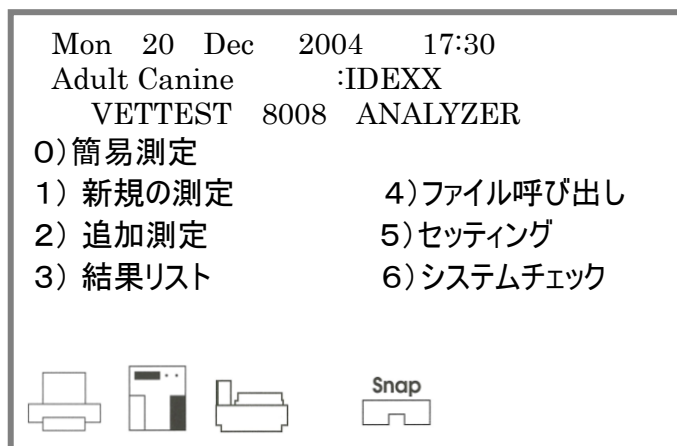 Mon 20 Dec 2004 17:30
Adult Canine :IDEXX
VETTEST 8008 ANALYZER
0)簡易測定
1) 新規の測定 4)ファイル呼び出し
2) 追加測定 5)セッティング
3) 結果リスト 6)システムチェック
Snap